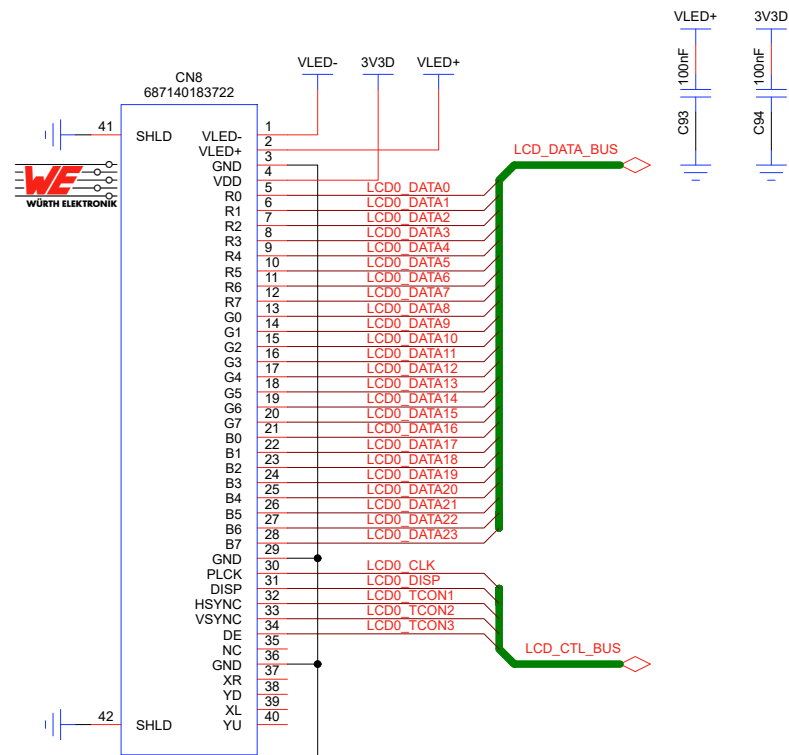 VLED+ 3V3D
100nF 100nF
C93 C94
VLED- 3V3D VLED+
CN8
687140183722
41 SHLD
WE
WÜRTH ELEKTRONIK
VLED- 1
VLED+ 2
GND 3
VDD 4
R0 5 LCD0_DATA0
R1 6 LCD0_DATA1
R2 7 LCD0_DATA2
R3 8 LCD0_DATA3
R4 9 LCD0_DATA4
R5 10 LCD0_DATA5
R6 11 LCD0_DATA6
R7 12 LCD0_DATA7
G0 13 LCD0_DATA8
G1 14 LCD0_DATA9
G2 15 LCD0_DATA10
G3 16 LCD0_DATA11
G4 17 LCD0_DATA12
G5 18 LCD0_DATA13
G6 19 LCD0_DATA14
G7 20 LCD0_DATA15
B0 21 LCD0_DATA16
B1 22 LCD0_DATA17
B2 23 LCD0_DATA18
B3 24 LCD0_DATA19
B4 25 LCD0_DATA20
B5 26 LCD0_DATA21
B6 27 LCD0_DATA22
B7 28 LCD0_DATA23
GND 29
PLCK 30 LCD0_CLK
DISP 31 LCD0_DISP
HSYNC 32 LCD0_TCON1
VSYNC 33 LCD0_TCON2
DE 34 LCD0_TCON3
NC 35
GND 36
XR 37
YD 38
XL 39
YU 40
42 SHLD
LCD_DATA_BUS
LCD_CTL_BUS